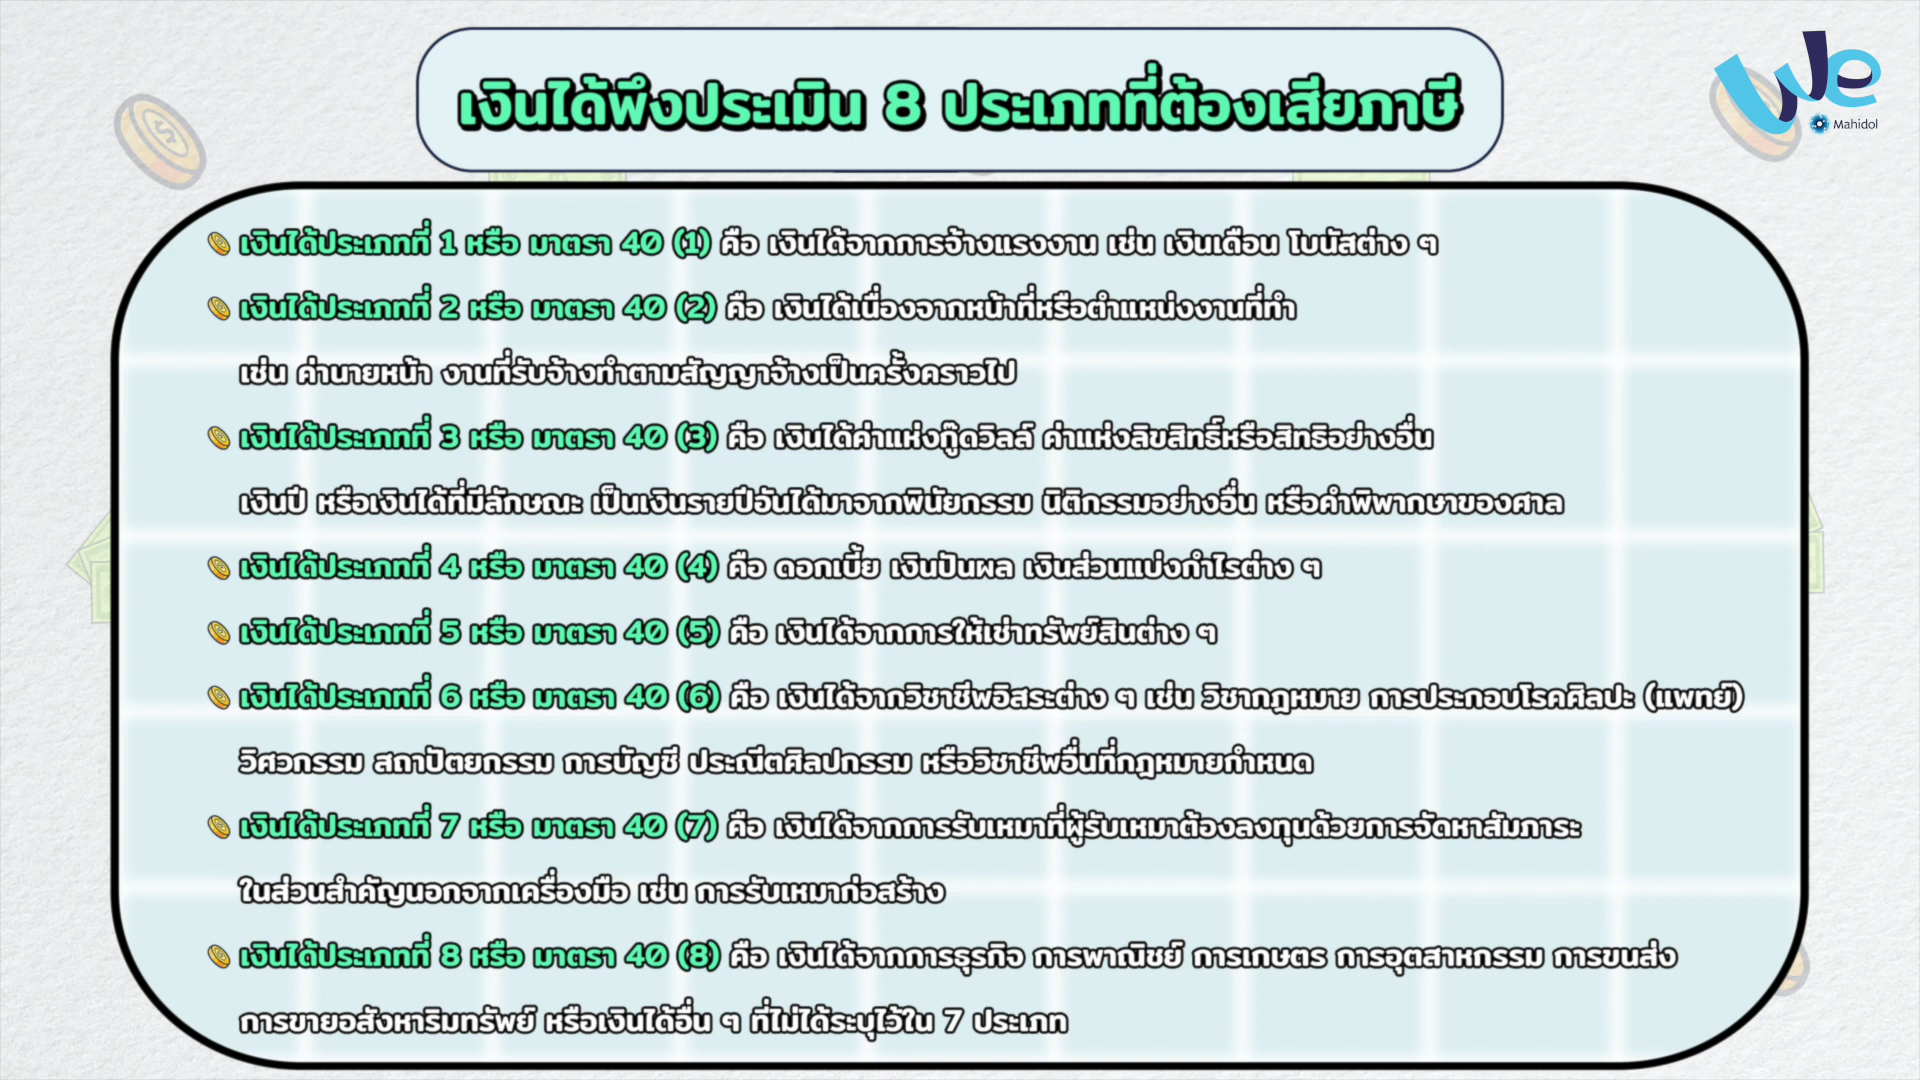 เงินได้พึงประเมิน 8 ประเภทที่ต้องเสียภาษี
We
Mahidol
เงินได้ประเภทที่ 1 หรือ มาตรา 40 (1) คือ เงินได้จากการจ้างแรงงาน เช่น เงินเดือน โบนัสต่าง ๆ
เงินได้ประเภทที่ 2 หรือ มาตรา 40 (2) คือ เงินได้เนื่องจากหน้าที่หรือตำแหน่งงานที่ทำ
เช่น ค่านายหน้า งานที่รับจ้างทำตามสัญญาจ้างเป็นครั้งคราวไป
เงินได้ประเภทที่ 3 หรือ มาตรา 40 (3) คือ เงินได้ค่าแห่งกู๊ดวิลล์ ค่าแห่งลิขสิทธิ์หรือสิทธิอย่างอื่น
เงินปี หรือเงินได้ที่มีลักษณะ เป็นเงินรายปีอันได้มาจากพินัยกรรม นิติกรรมอย่างอื่น หรือคำพิพากษาของศาล
เงินได้ประเภทที่ 4 หรือ มาตรา 40 (4) คือ ดอกเบี้ย เงินปันผล เงินส่วนแบ่งกำไรต่าง ๆ
เงินได้ประเภทที่ 5 หรือ มาตรา 40 (5) คือ เงินได้จากการให้เช่าทรัพย์สินต่าง ๆ
เงินได้ประเภทที่ 6 หรือ มาตรา 40 (6) คือ เงินได้จากวิชาชีพอิสระต่าง ๆ เช่น วิชากฎหมาย การประกอบโรคศิลปะ (แพทย์)
วิศวกรรม สถาปัตยกรรม การบัญชี ประณีตศิลปกรรม หรือวิชาชีพอื่นที่กฎหมายกำหนด
เงินได้ประเภทที่ 7 หรือ มาตรา 40 (7) คือ เงินได้จากการรับเหมาที่ผู้รับเหมาต้องลงทุนด้วยการจัดหาสัมภาระ
ในส่วนสำคัญนอกจากเครื่องมือ เช่น การรับเหมาก่อสร้าง
เงินได้ประเภทที่ 8 หรือ มาตรา 40 (8) คือ เงินได้จากการธุรกิจ การพาณิชย์ การเกษตร การอุตสาหกรรม การขนส่ง
การขายอสังหาริมทรัพย์ หรือเงินได้อื่น ๆ ที่ไม่ได้ระบุไว้ใน 7 ประเภท